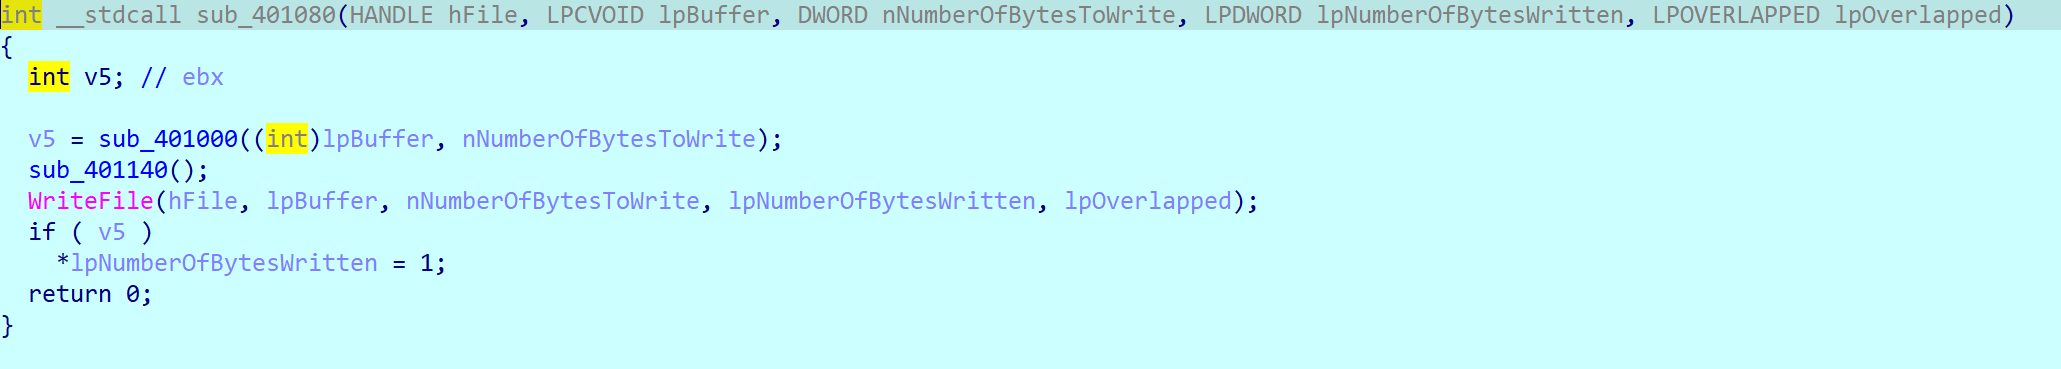 int __stdcall sub_401080(HANDLE hFile, LPCVOID lpBuffer, DWORD nNumberOfBytesToWrite, LPDWORD lpNumberOfBytesWritten, LPOVERLAPPED lpOverlapped)
{
  int v5; // ebx

  v5 = sub_401000((int)lpBuffer, nNumberOfBytesToWrite);
  sub_401140();
  WriteFile(hFile, lpBuffer, nNumberOfBytesToWrite, lpNumberOfBytesWritten, lpOverlapped);
  if ( v5 )
    *lpNumberOfBytesWritten = 1;
  return 0;
}